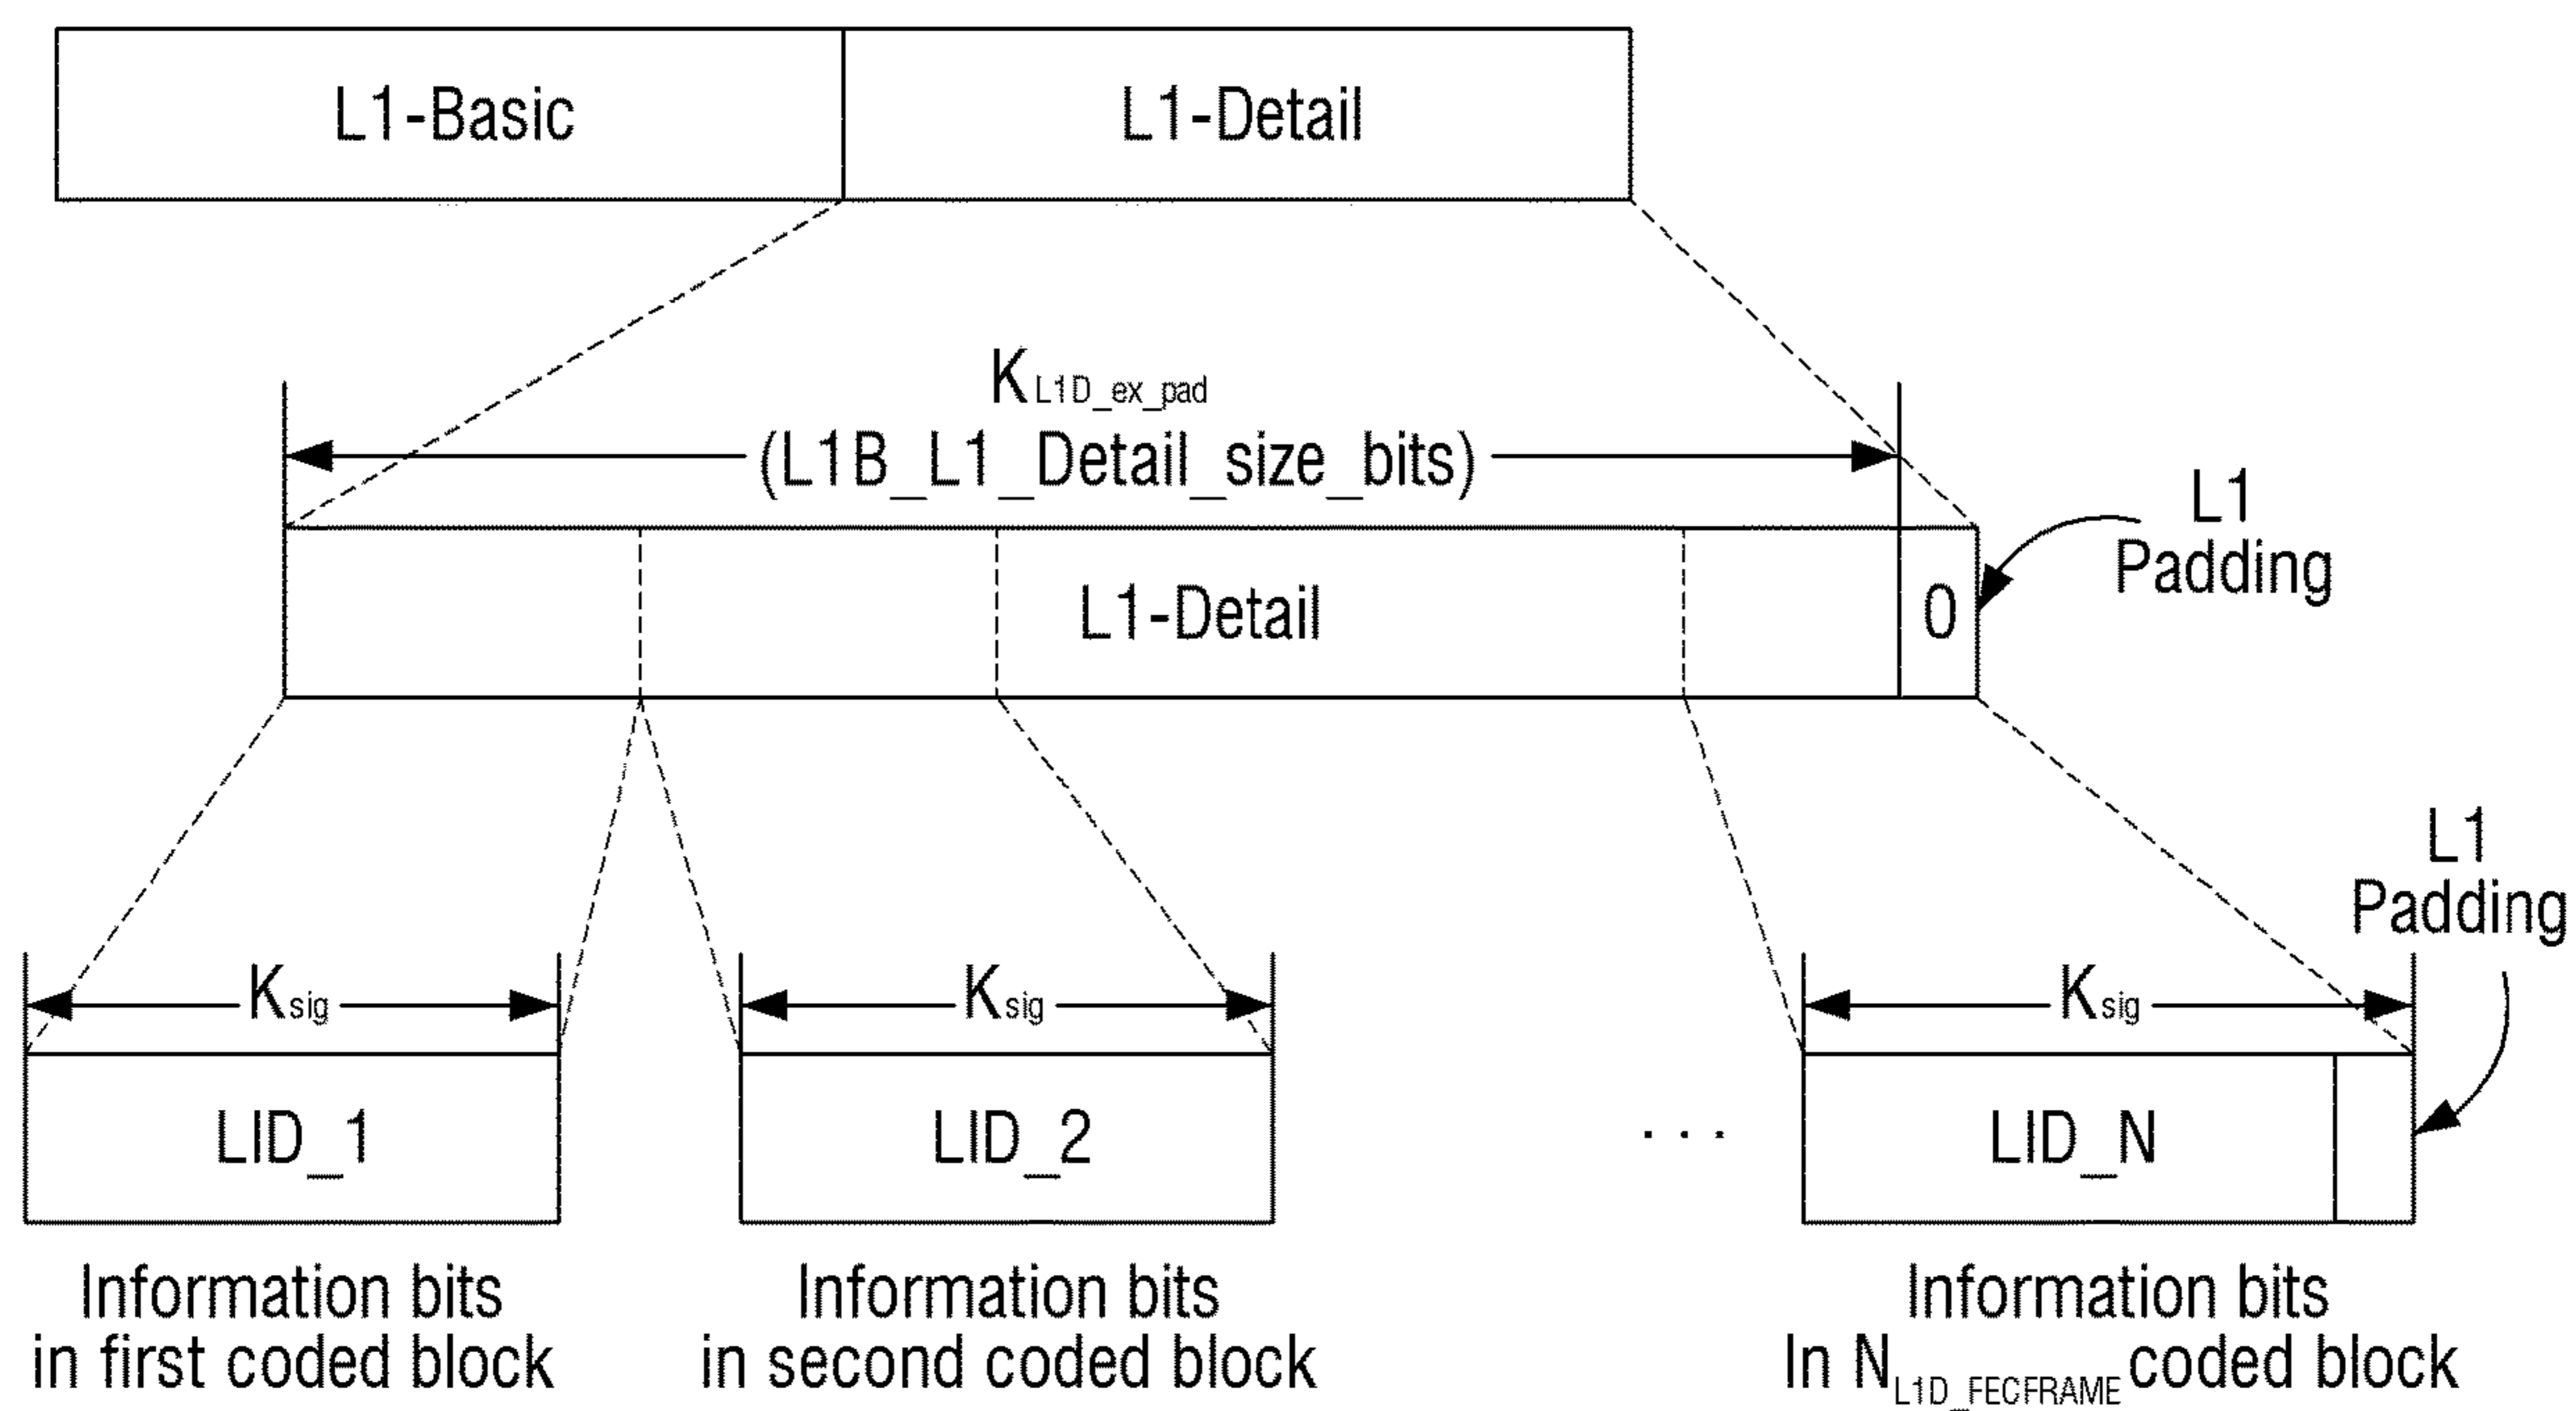 L1-Basic
L1-Detail
K L1D_ex_pad
(L1B_L1_Detail_size_bits)
L1
Padding
L1-Detail
0
L1
Padding
Ksig
Ksig
Ksig
LID_1
LID_2
. . .
LID_N
Information bits
in first coded block
Information bits
in second coded block
Information bits
In NL1D_FECFRAME coded block